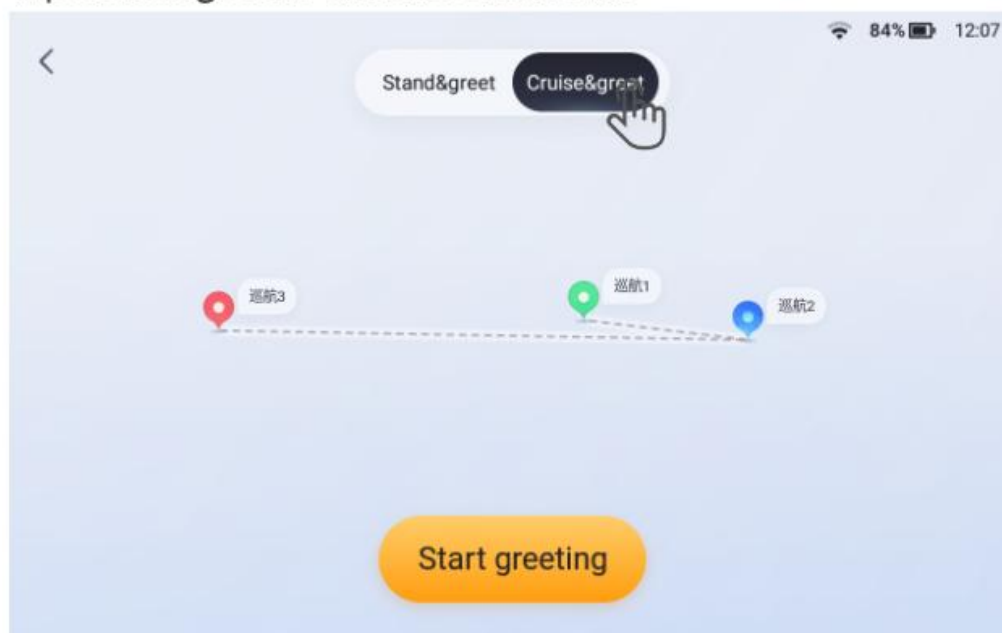 84% 12:07
Stand&greet Cruise&greet
巡航3
巡航1
巡航2
Start greeting